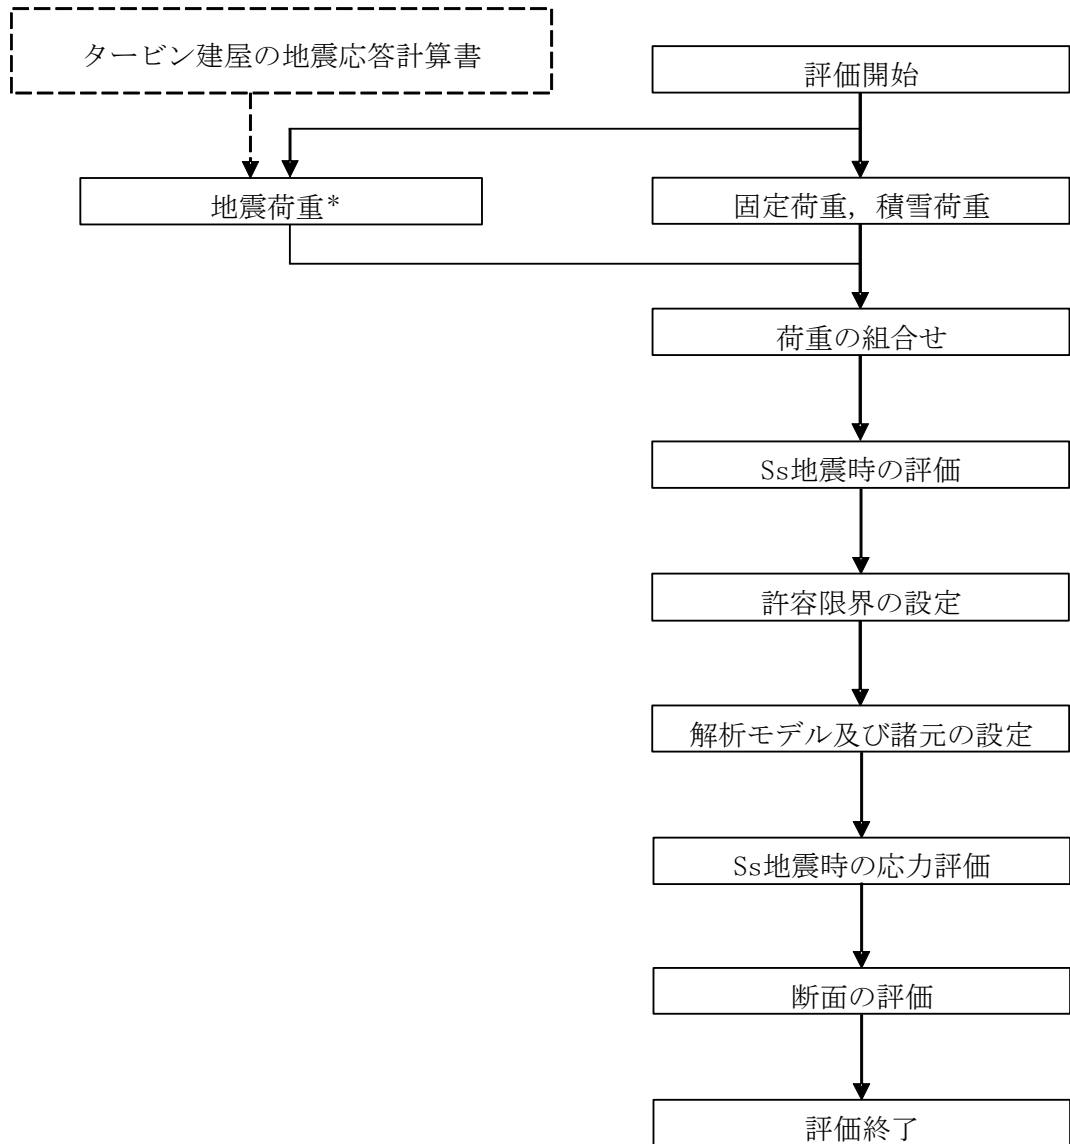 タービン建屋の地震応答計算書
評価開始
地震荷重*
固定荷重，積雪荷重
荷重の組合せ
Ss地震時の評価
許容限界の設定
解析モデル及び諸元の設定
Ss地震時の応力評価
断面の評価
評価終了